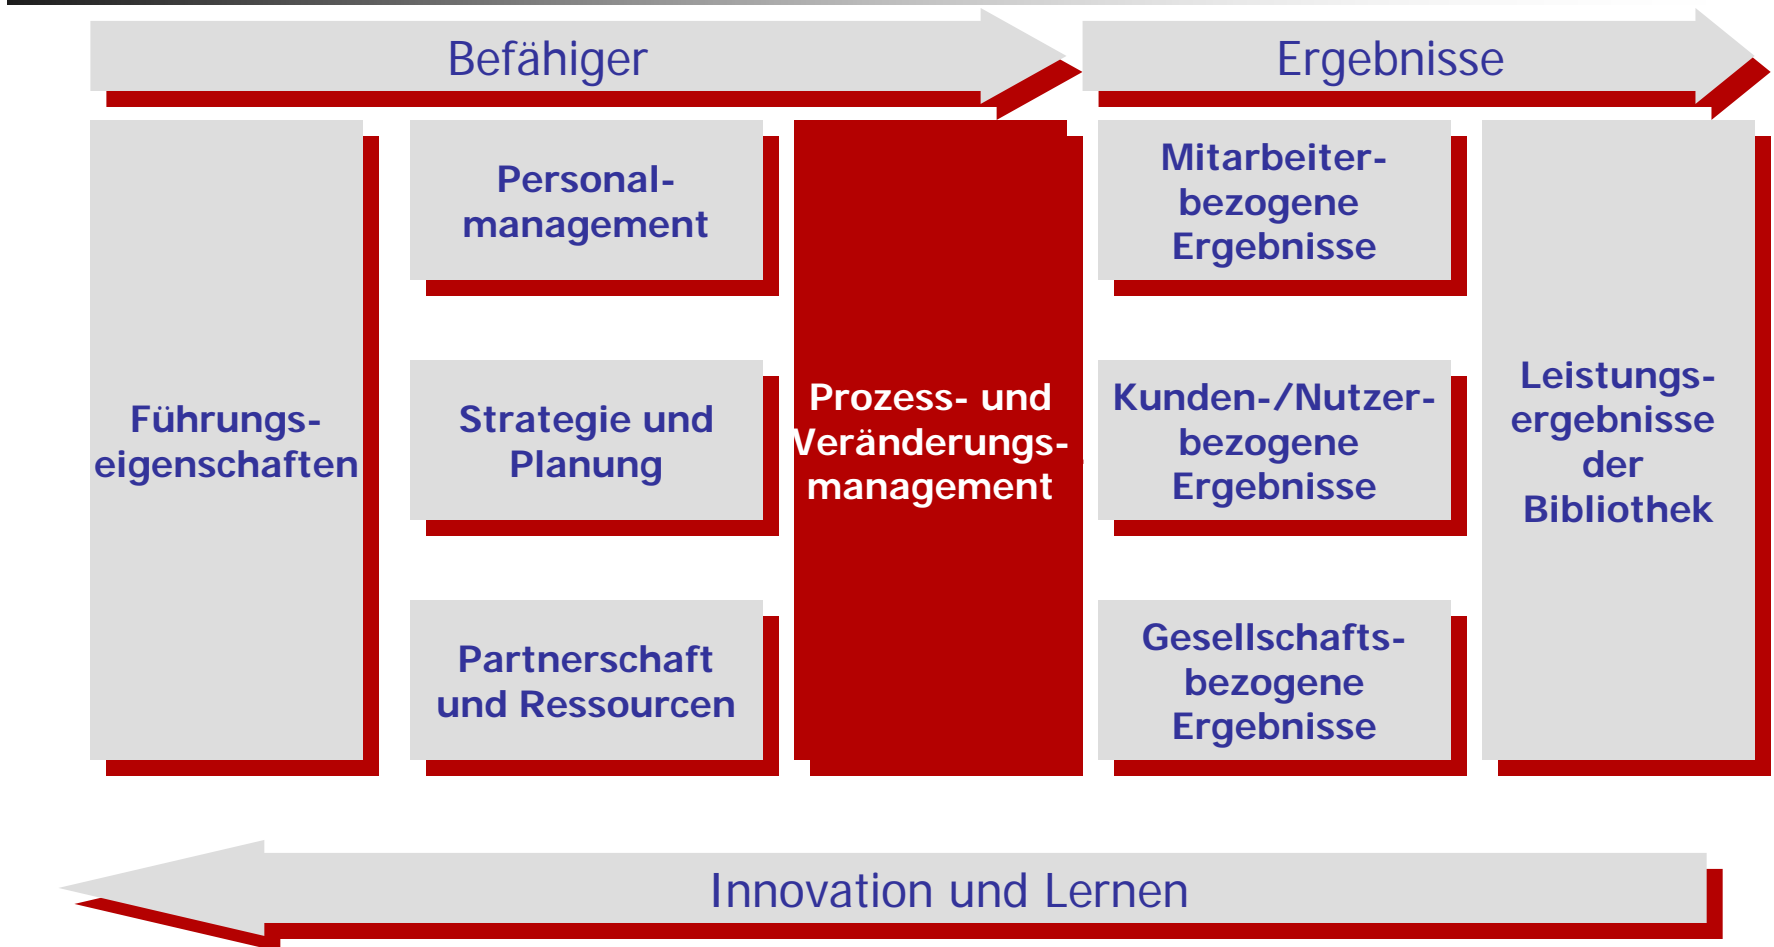 Befähiger
Ergebnisse
Führungs-
eigenschaften
Personal-
management
Strategie und
Planung
Partnerschaft
und Ressourcen
Prozess- und
Veränderungs-
management
Mitarbeiter-
bezogene
Ergebnisse
Kunden-/Nutzer-
bezogene
Ergebnisse
Gesellschafts-
bezogene
Ergebnisse
Leistungs-
ergebnisse
der
Bibliothek
Innovation und Lernen